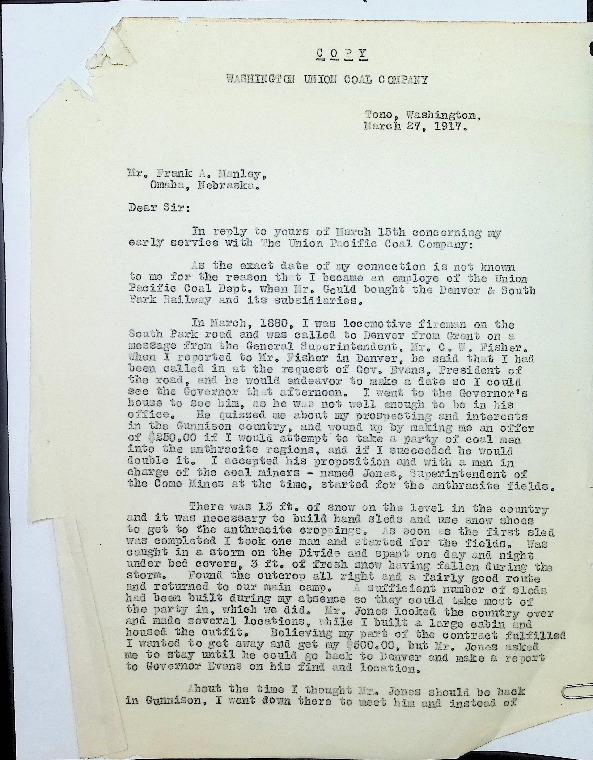 COPY
WASHINGTON UNION COAL COMPANY
Tono, Washington.
March 27, 1917.
Mr. Frank A. Manley,
Omaha, Nebraska.
Dear Sir:
In reply to yours of March 15th concerning my
early service with The Union Pacific Coal Company:
As the exact date of my connection is not known
to me for the reason that I became an employe of the Union
Pacific Coal Dept. when Mr. Gould bought the Denver & South
Park Railway and its subsidiaries.
In March, 1880, I was locomotive fireman on the
South Park road and was called to Denver from Grant on a
message from the General Superintendent, Mr. C. W. Fisher.
When I reported to Mr. Fisher in Denver, he said that I had
been called in at the request of Gov. Evans, President of
the road, and he would endeavor to make a date so I could
see the Governor that afternoon. I went to the Governor's
house to see him, as he was not well enough to be in his
office. He quizzed me about my prospecting and interests
in the Gunnison country, and wound up by making me an offer
of $250.00 if I would attempt to take a party of coal men
into the anthracite regions, and if I succeeded he would
double it. I accepted his proposition and with a man in
charge of the coal miners - named Jones, Superintendent of
the Como Mines at the time, started for the anthracite fields.
There was 13 ft. of snow on the level in the country
and it was necessary to build hand sleds and use snow shoes
to get to the anthracite croppings. As soon as the first sled
was completed I took one man and started for the fields. Was
caught in a storm on the Divide and spent one day and night
under bed covers, 3 ft. of fresh snow having fallen during the
storm. Found the outcrop all right and a fairly good route
and returned to our main camp. A sufficient number of sleds
had been built during my absence so they could take most of
the party in, which we did. Mr. Jones looked the country over
and made several locations, while I built a large cabin and
housed the outfit. Believing my part of the contract fulfilled
I wanted to get away and get my $500.00, but Mr. Jones asked
me to stay until he could go back to Denver and make a report
to Governor Evans on his find and location.
About the time I thought Mr. Jones should be back
in Gunnison, I went down there to meet him and instead of